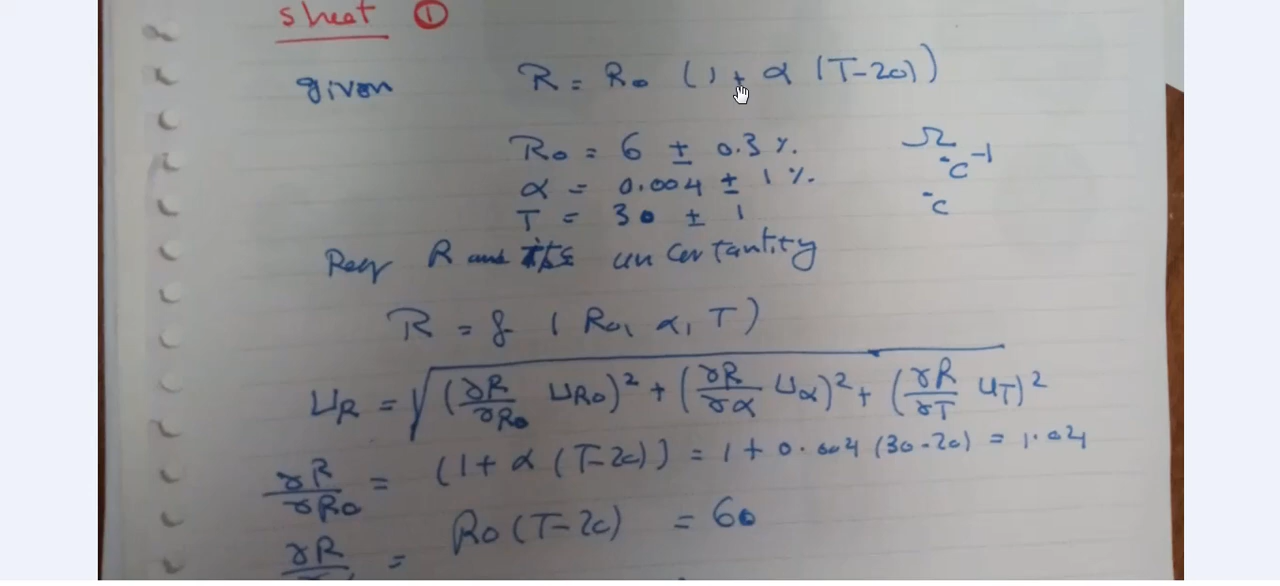 sheet ①
given R = Ro (1 + α (T-20))
Ro = 6 ± 0.3 %. Ω
α = 0.004 ± 1 %. °C⁻¹
T = 30 ± 1 °C
Req R and its uncertantity
R = f ( Ro, α, T )
UR = √(∂R/∂Ro URo)² + (∂R/∂α Uα)² + (∂R/∂T UT)²
∂R/∂Ro = (1 + α (T-20)) = 1 + 0.004 (30-20) = 1.04
∂R = Ro (T-20) = 60